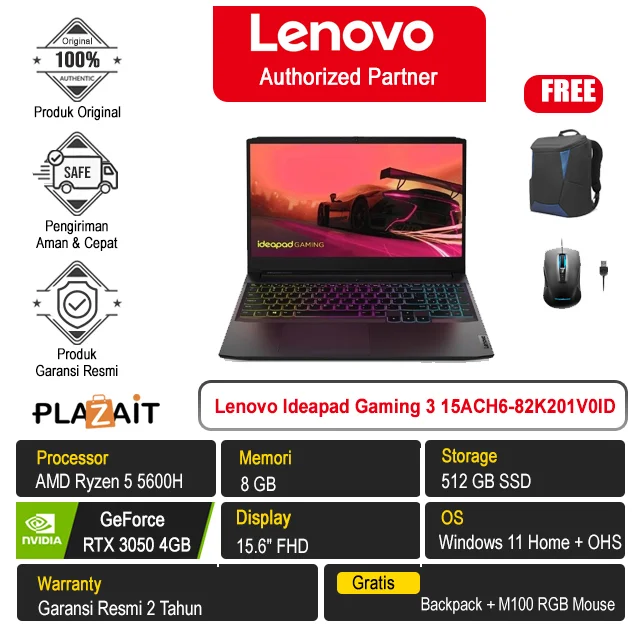 Original
100%
AUTHENTIC
Produk Original
Lenovo
Authorized Partner
FREE
SAFE
Pengiriman
Aman & Cepat
ideapad GAMING
Produk
Garansi Resmi
PLAZAIT
Lenovo Ideapad Gaming 3 15ACH6-82K201V0ID
Processor
AMD Ryzen 5 5600H
Memori
8 GB
Storage
512 GB SSD
NVIDIA
GeForce
RTX 3050 4GB
Display
15.6" FHD
OS
Windows 11 Home + OHS
Warranty
Garansi Resmi 2 Tahun
Gratis
Backpack + M100 RGB Mouse